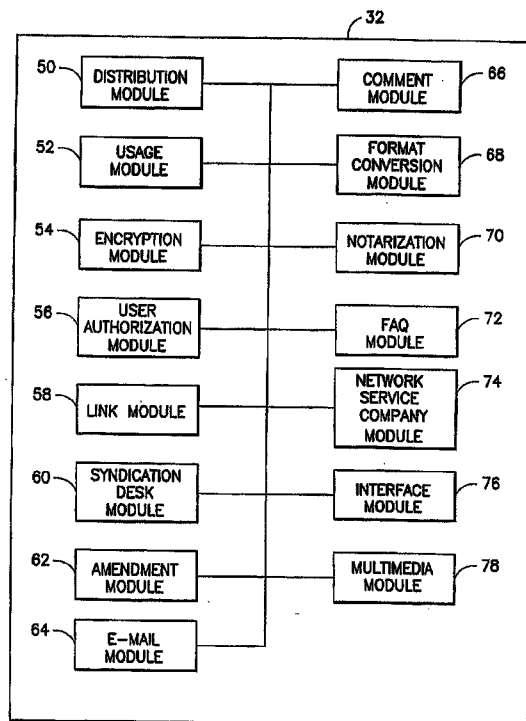 32
50
DISTRIBUTION
MODULE
COMMENT
MODULE
66
52
USAGE
MODULE
FORMAT
CONVERSION
MODULE
68
54
ENCRYPTION
MODULE
NOTARIZATION
MODULE
70
56
USER
AUTHORIZATION
MODULE
FAQ
MODULE
72
58
LINK MODULE
NETWORK
SERVICE
COMPANY
MODULE
74
60
SYNDICATION
DESK
MODULE
INTERFACE
MODULE
76
62
AMENDMENT
MODULE
MULTIMEDIA
MODULE
78
64
E-MAIL
MODULE